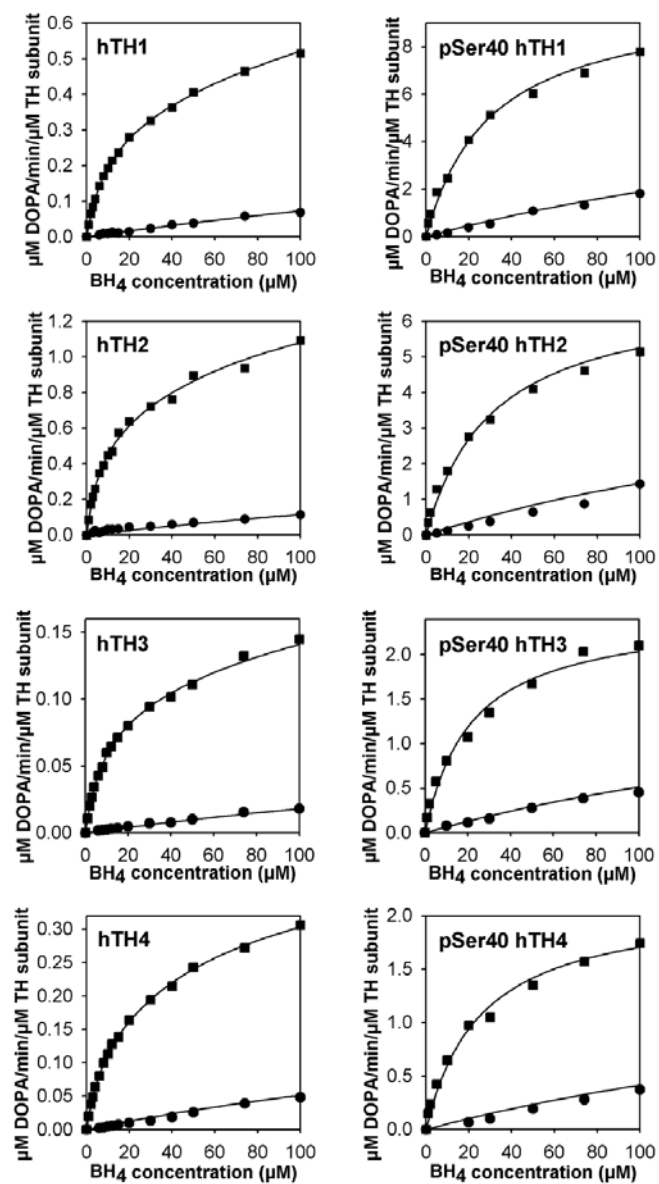 hTH1
µM DOPA/min/µM TH subunit
0.6
0.5
0.4
0.3
0.2
0.1
0.0
0 20 40 60 80 100
BH4 concentration (µM)
pSer40 hTH1
µM DOPA/min/µM TH subunit
8
6
4
2
0
0 20 40 60 80 100
BH4 concentration (µM)
hTH2
µM DOPA/min/µM TH subunit
1.2
1.0
0.8
0.6
0.4
0.2
0.0
0 20 40 60 80 100
BH4 concentration (µM)
pSer40 hTH2
µM DOPA/min/µM TH subunit
6
5
4
3
2
1
0
0 20 40 60 80 100
BH4 concentration (µM)
hTH3
µM DOPA/min/µM TH subunit
0.15
0.10
0.05
0.00
0 20 40 60 80 100
BH4 concentration (µM)
pSer40 hTH3
µM DOPA/min/µM TH subunit
2.0
1.5
1.0
0.5
0.0
0 20 40 60 80 100
BH4 concentration (µM)
hTH4
µM DOPA/min/µM TH subunit
0.30
0.25
0.20
0.15
0.10
0.05
0.00
0 20 40 60 80 100
BH4 concentration (µM)
pSer40 hTH4
µM DOPA/min/µM TH subunit
2.0
1.5
1.0
0.5
0.0
0 20 40 60 80 100
BH4 concentration (µM)